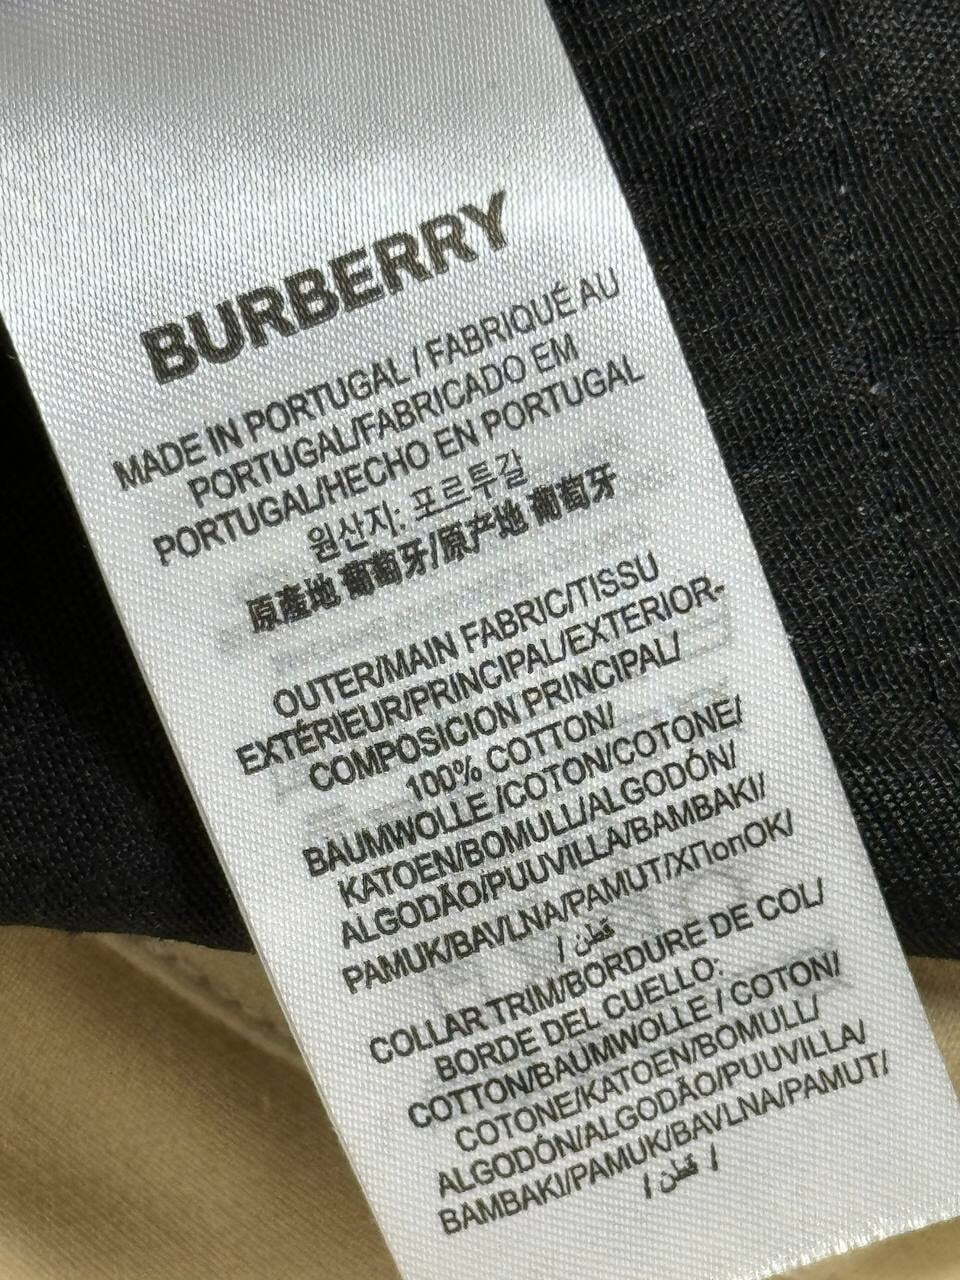 BURBERRY
MADE IN PORTUGAL / FABRIQUÉ AU
PORTUGAL/FABRICADO EM
PORTUGAL/HECHO EN PORTUGAL
원산지: 포르투갈
原產地 葡萄牙/原产地 葡萄牙
OUTER/MAIN FABRIC/TISSU
EXTÉRIEUR/PRINCIPAL/EXTERIOR-
COMPOSICION PRINCIPAL/
100% COTTON/
BAUMWOLLE /COTON/COTONE/
KATOEN/BOMULL/ALGODÓN/
ALGODÃO/PUUVILLA/BAMBAKI/
PAMUK/BAVLNA/PAMUT/ХПопОК/
قطن /
COLLAR TRIM/BORDURE DE COL/
BORDE DEL CUELLO:
COTTON/BAUMWOLLE / COTON/
COTONE/KATOEN/BOMULL/
ALGODÓN/ALGODÃO/PUUVILLA/
BAMBAKI/PAMUK/BAVLNA/PAMUT/
/ قطن /